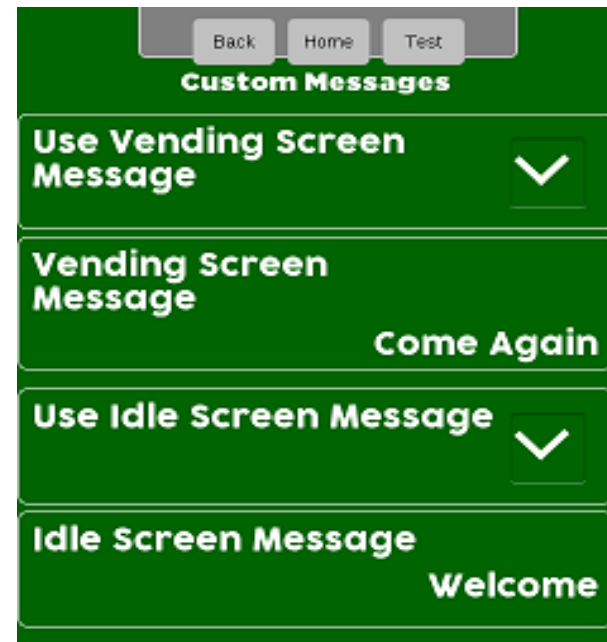 Back Home Test
Custom Messages
Use Vending Screen
Message
Vending Screen
Message
Come Again
Use Idle Screen Message
Idle Screen Message
Welcome